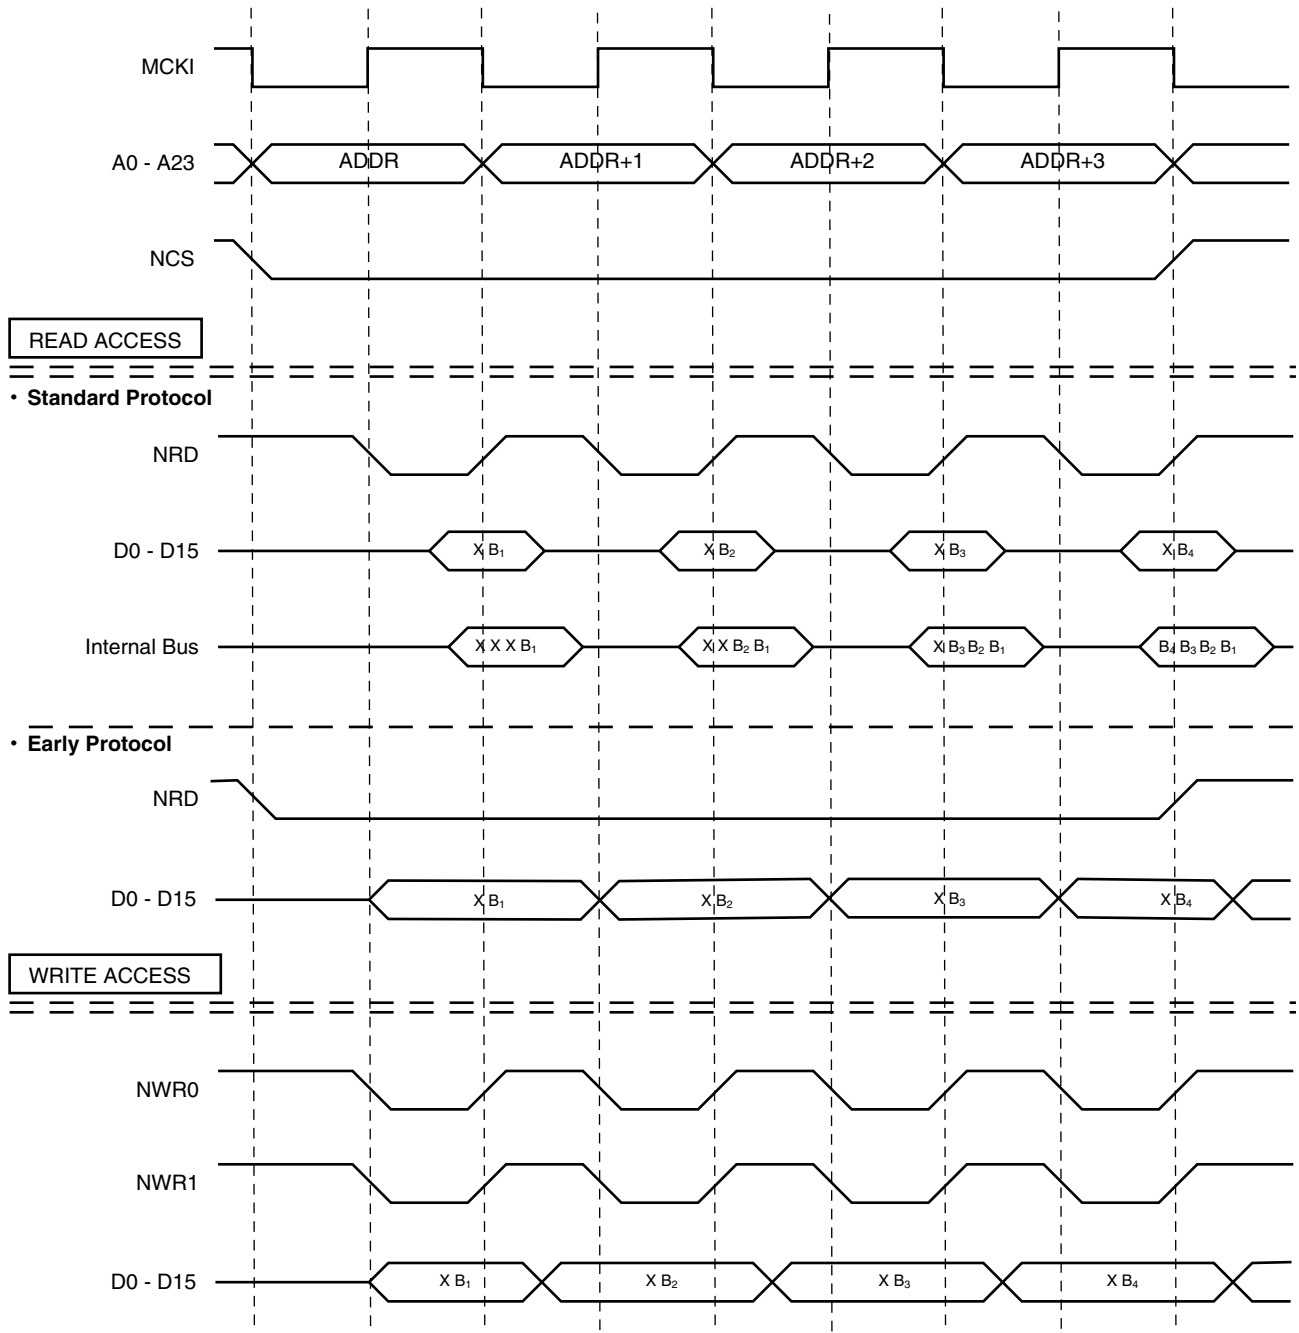 MCKI
A0 - A23 ADDR ADDR+1 ADDR+2 ADDR+3
NCS
READ ACCESS
• Standard Protocol
NRD
D0 - D15 X B₁ X B₂ X B₃ X B₄
Internal Bus X X X B₁ X X B₂ B₁ X B₃ B₂ B₁ B₄ B₃ B₂ B₁
• Early Protocol
NRD
D0 - D15 X B₁ X B₂ X B₃ X B₄
WRITE ACCESS
NWR0
NWR1
D0 - D15 X B₁ X B₂ X B₃ X B₄